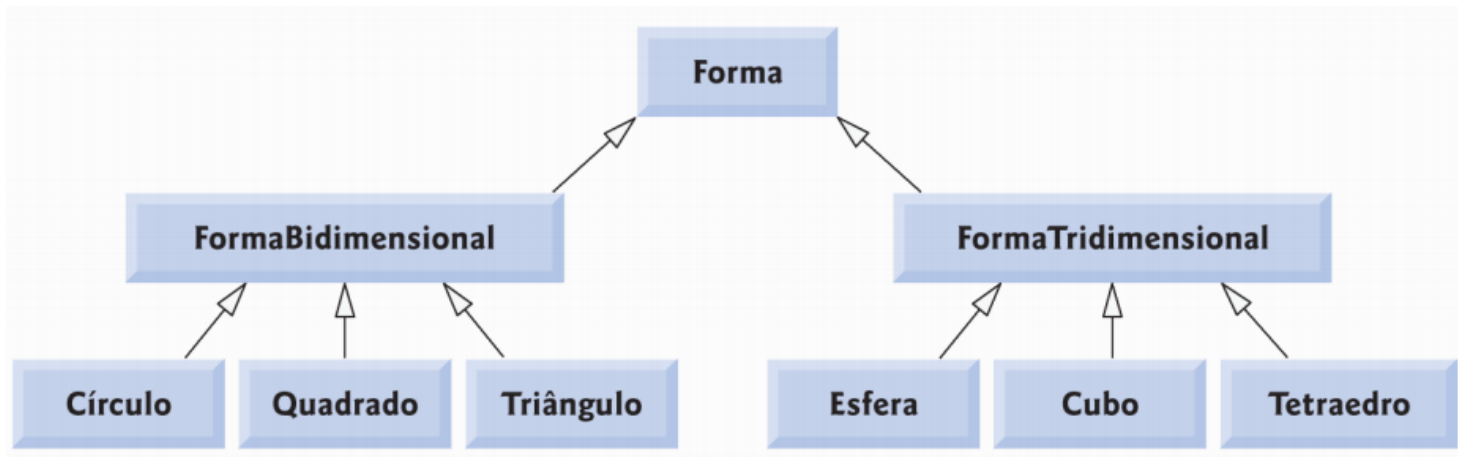 Forma
FormaBidimensional
FormaTridimensional
Círculo
Quadrado
Triângulo
Esfera
Cubo
Tetraedro